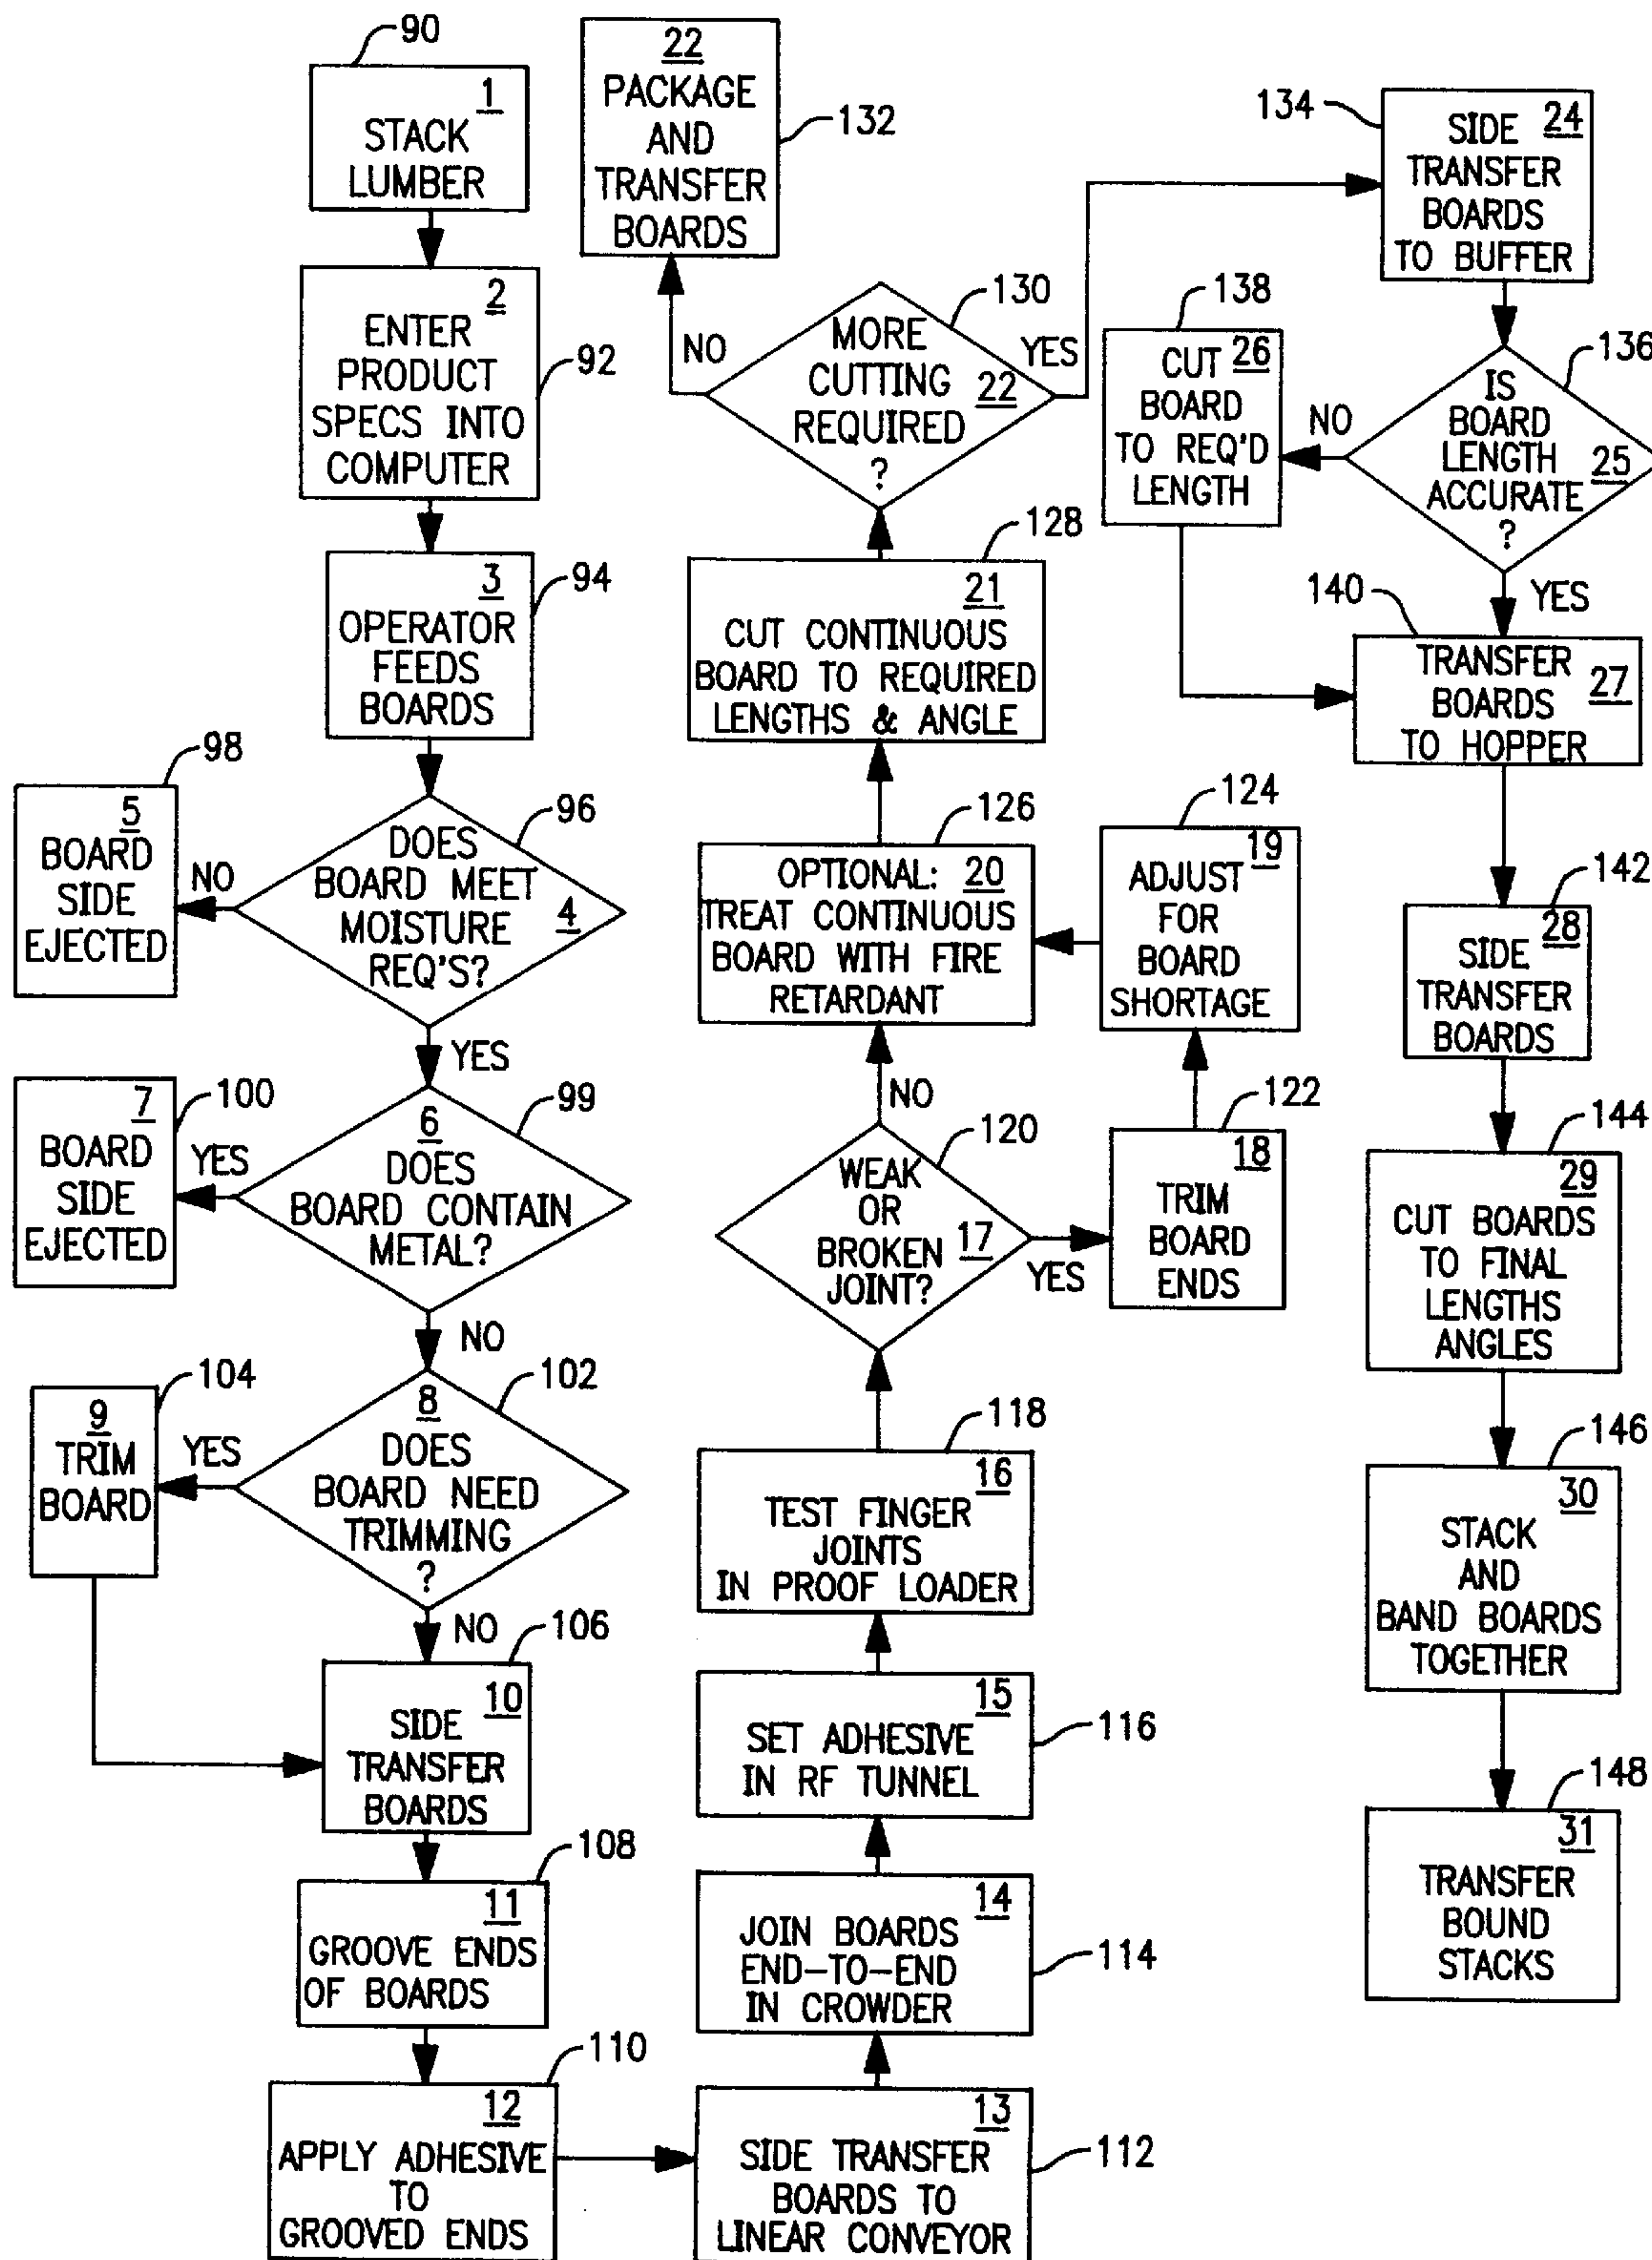 90
1
STACK
LUMBER
2
ENTER
PRODUCT
SPECS INTO
COMPUTER
92
3
OPERATOR
FEEDS
BOARDS
94
98
5
BOARD
SIDE
EJECTED
NO
DOES
BOARD MEET
MOISTURE
REQ'S?
4
96
YES
7
BOARD
SIDE
EJECTED
100
YES
6
DOES
BOARD CONTAIN
METAL?
99
NO
104
9
TRIM
BOARD
YES
8
DOES
BOARD NEED
TRIMMING
?
102
NO
106
10
SIDE
TRANSFER
BOARDS
108
11
GROOVE ENDS
OF BOARDS
110
12
APPLY ADHESIVE
TO
GROOVED ENDS
22
PACKAGE
AND
TRANSFER
BOARDS
132
NO
MORE
CUTTING
REQUIRED
?
22
130
YES
128
21
CUT CONTINUOUS
BOARD TO REQUIRED
LENGTHS & ANGLE
126
OPTIONAL: 20
TREAT CONTINUOUS
BOARD WITH FIRE
RETARDANT
124
19
ADJUST
FOR
BOARD
SHORTAGE
NO
WEAK
OR
BROKEN
JOINT?
17
120
YES
122
18
TRIM
BOARD
ENDS
118
16
TEST FINGER
JOINTS
IN PROOF LOADER
15
SET ADHESIVE
IN RF TUNNEL
116
14
JOIN BOARDS
END-TO-END
IN CROWDER
114
13
SIDE TRANSFER
BOARDS TO
LINEAR CONVEYOR
112
134
SIDE 24
TRANSFER
BOARDS
TO BUFFER
138
CUT 26
BOARD
TO REQ'D
LENGTH
NO
IS
BOARD
LENGTH
ACCURATE
?
25
136
YES
140
TRANSFER
BOARDS
TO HOPPER
27
142
28
SIDE
TRANSFER
BOARDS
144
29
CUT BOARDS
TO FINAL
LENGTHS
ANGLES
146
30
STACK
AND
BAND BOARDS
TOGETHER
148
31
TRANSFER
BOUND
STACKS